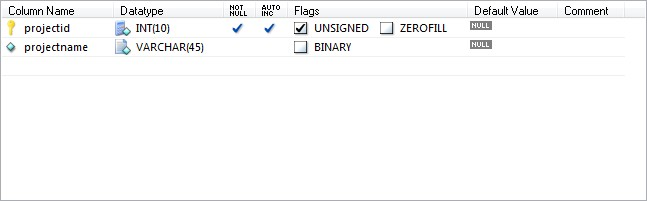 Column Name Datatype NOT NULL AUTO INC Flags Default Value Comment
projectid INT(10) UNSIGNED ZEROFILL NULL
projectname VARCHAR(45) BINARY NULL